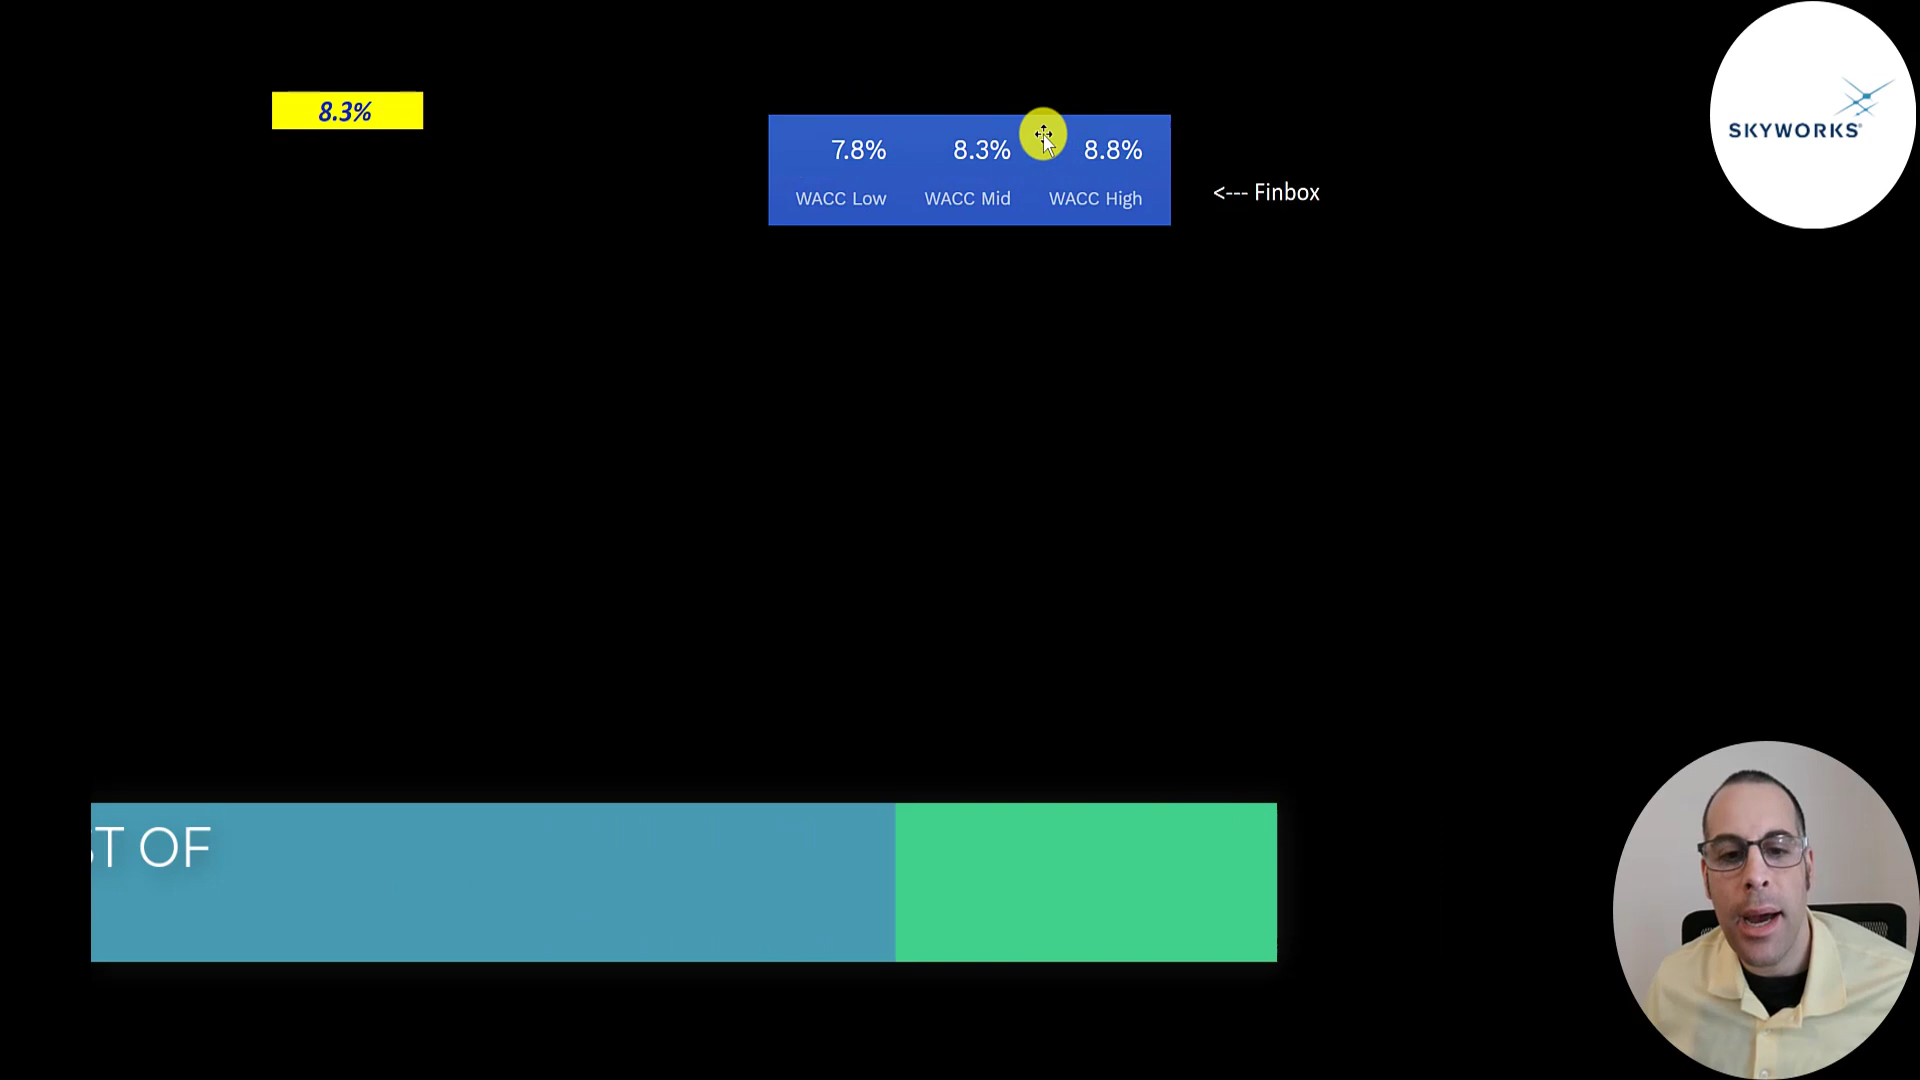 8.3%
7.8% 8.3% 8.8%
WACC Low WACC Mid WACC High
<--- Finbox
SKYWORKS
T OF